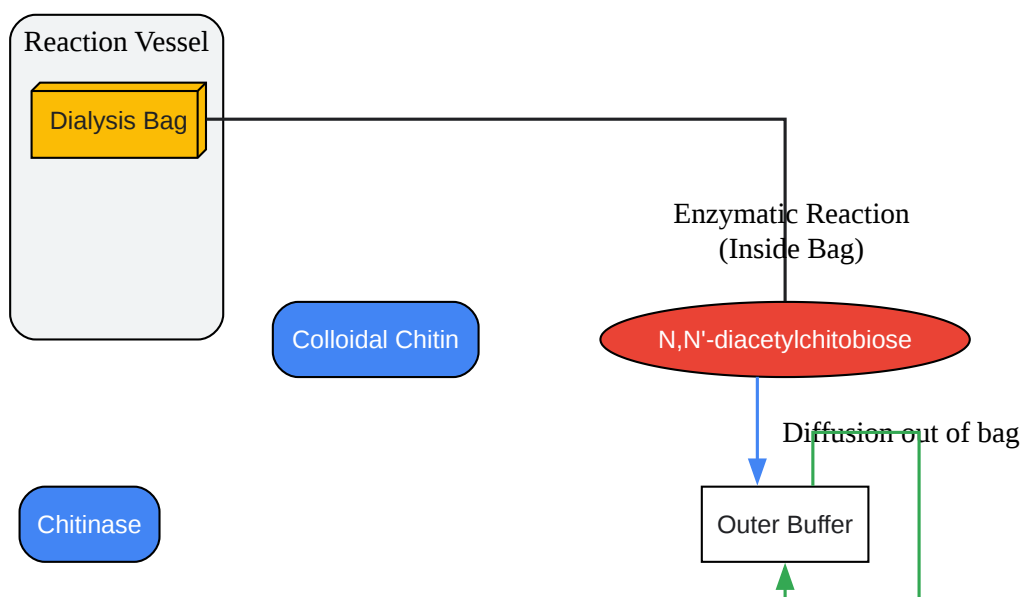 Reaction Vessel
Dialysis Bag
Enzymatic Reaction
(Inside Bag)
Colloidal Chitin
N,N'-diacetylchitobiose
Diffusion out of bag
Chitinase
Outer Buffer